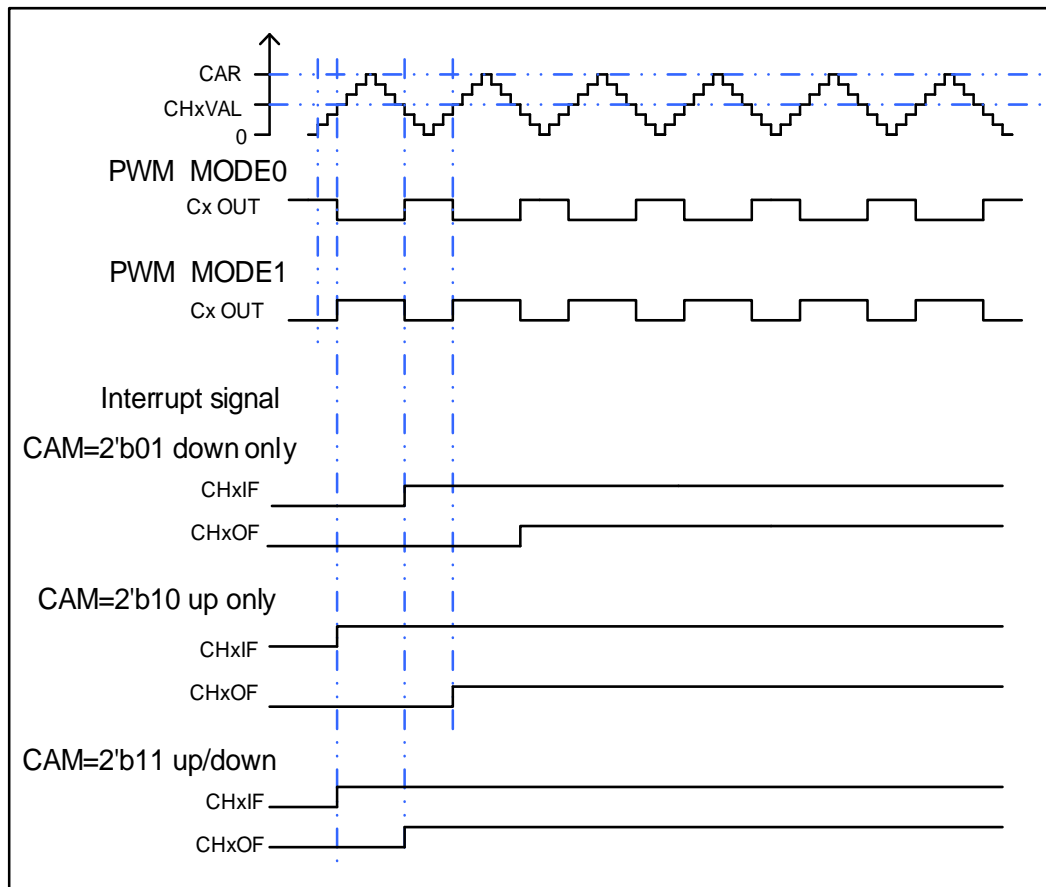 CAR
CHxVAL
0
PWM MODE0
Cx OUT
PWM MODE1
Cx OUT
Interrupt signal
CAM=2'b01 down only
CHxIF
CHxOF
CAM=2'b10 up only
CHxIF
CHxOF
CAM=2'b11 up/down
CHxIF
CHxOF